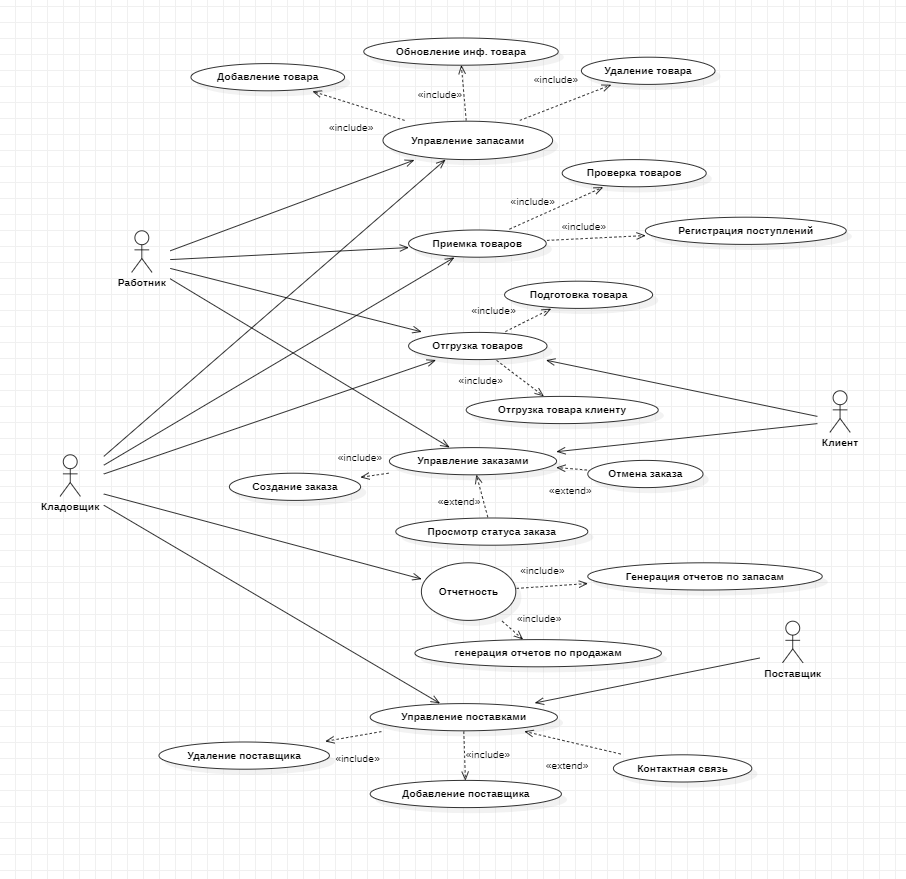 Обновление инф. товара
Добавление товара
Удаление товара
«include»
«include»
«include»
Управление запасами
Проверка товаров
«include»
«include»
Регистрация поступлений
Приемка товаров
Работник
Подготовка товара
«include»
Отгрузка товаров
«include»
Отгрузка товара клиенту
Клиент
«include»
Управление заказами
Отмена заказа
Создание заказа
«extend»
«extend»
Кладовщик
Просмотр статуса заказа
«include»
Генерация отчетов по запасам
Отчетность
«include»
генерация отчетов по продажам
Поставщик
Управление поставками
Удаление поставщика
«include»
«include»
«extend»
Контактная связь
Добавление поставщика